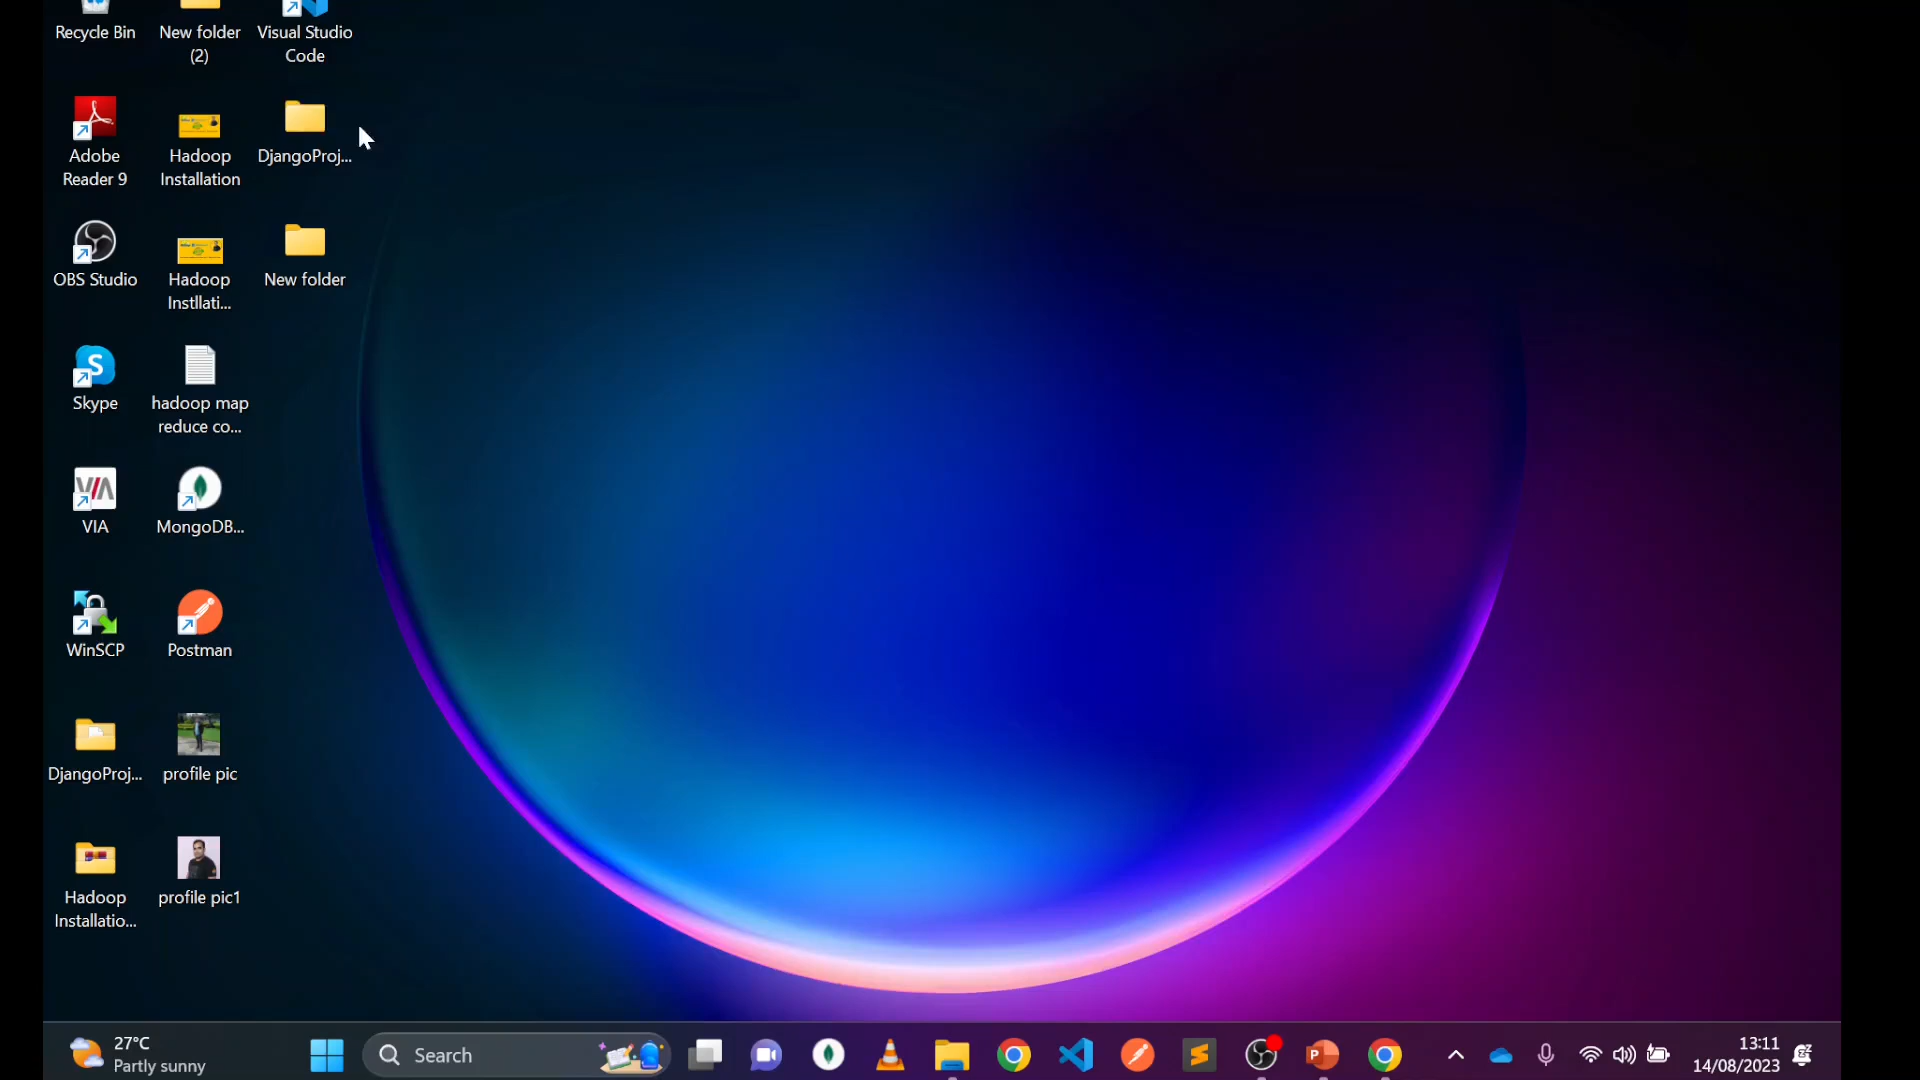 Recycle Bin
New folder
(2)
Visual Studio
Code
Adobe
Reader 9
Hadoop
Installation
DjangoProj...
OBS Studio
Hadoop
Instllati...
New folder
Skype
hadoop map
reduce co...
VIA
MongoDB...
WinSCP
Postman
DjangoProj...
profile pic
Hadoop
Installatio...
profile pic1
27°C
Partly sunny
Search
13:11
14/08/2023